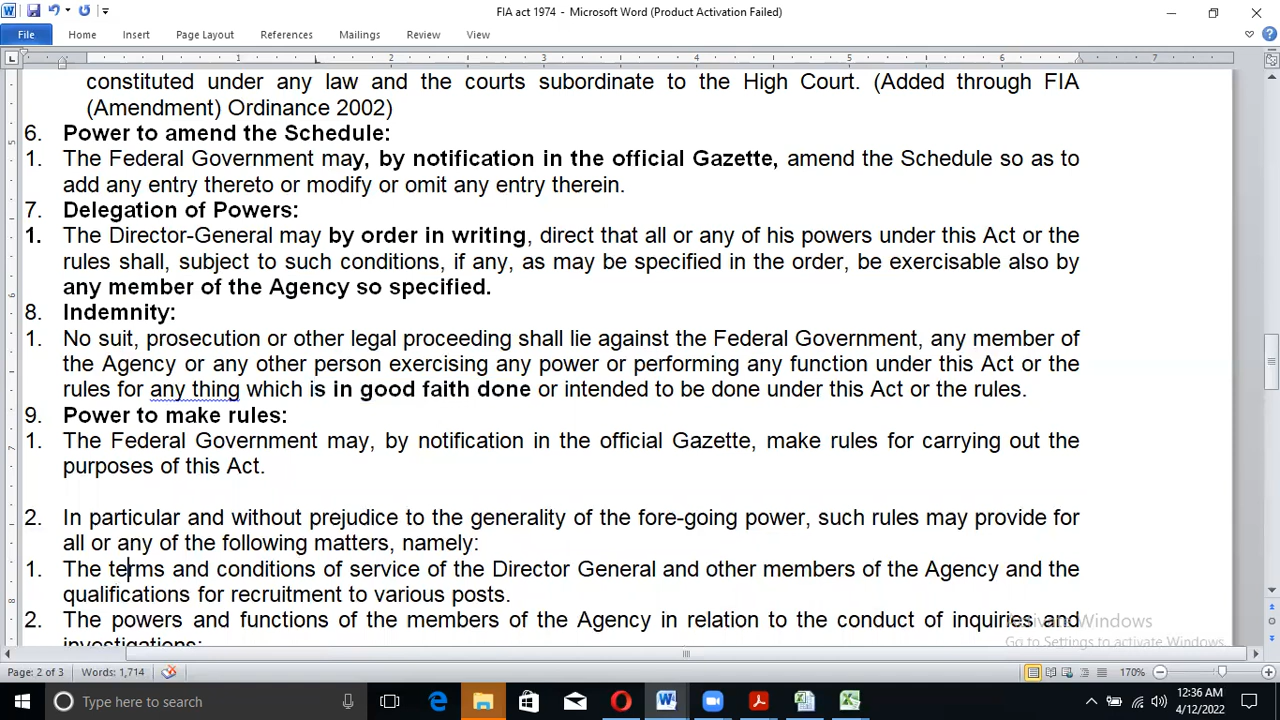 FIA act 1974 - Microsoft Word (Product Activation Failed)
File Home Insert Page Layout References Mailings Review View
1 2 3 4 5 6 7
constituted under any law and the courts subordinate to the High Court. (Added through FIA
(Amendment) Ordinance 2002)
6. Power to amend the Schedule:
1. The Federal Government may, by notification in the official Gazette, amend the Schedule so as to
add any entry thereto or modify or omit any entry therein.
7. Delegation of Powers:
1. The Director-General may by order in writing, direct that all or any of his powers under this Act or the
rules shall, subject to such conditions, if any, as may be specified in the order, be exercisable also by
any member of the Agency so specified.
8. Indemnity:
1. No suit, prosecution or other legal proceeding shall lie against the Federal Government, any member of
the Agency or any other person exercising any power or performing any function under this Act or the
rules for any thing which is in good faith done or intended to be done under this Act or the rules.
9. Power to make rules:
1. The Federal Government may, by notification in the official Gazette, make rules for carrying out the
purposes of this Act.
2. In particular and without prejudice to the generality of the fore-going power, such rules may provide for
all or any of the following matters, namely:
1. The terms and conditions of service of the Director General and other members of the Agency and the
qualifications for recruitment to various posts.
2. The powers and functions of the members of the Agency in relation to the conduct of inquiries and
investigations;
Activate Windows
Go to Settings to activate Windows.
Page: 2 of 3 Words: 1,714 170%
Type here to search
12:36 AM
4/12/2022